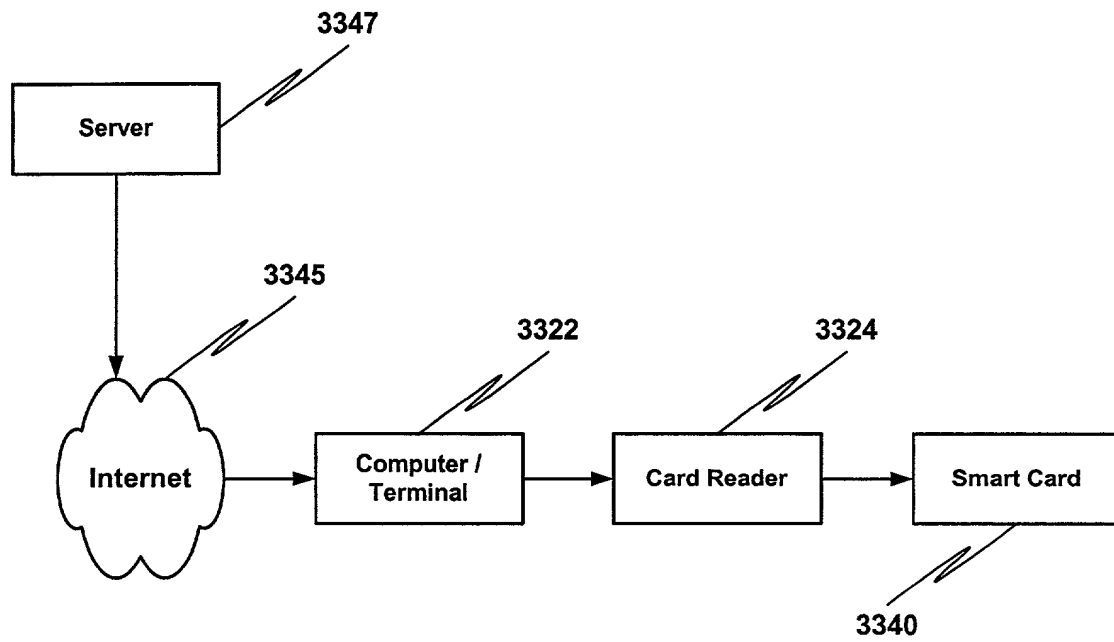 3347
Server
3345
3322
3324
Internet
Computer /
Terminal
Card Reader
Smart Card
3340